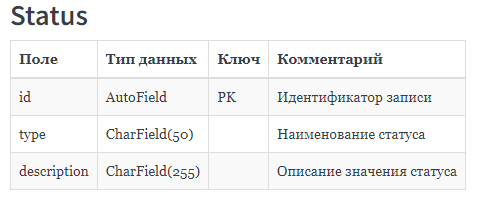 Status
Поле Тип данных Ключ Комментарий
id AutoField PK Идентификатор записи
type CharField(50) Наименование статуса
description CharField(255) Описание значения статуса